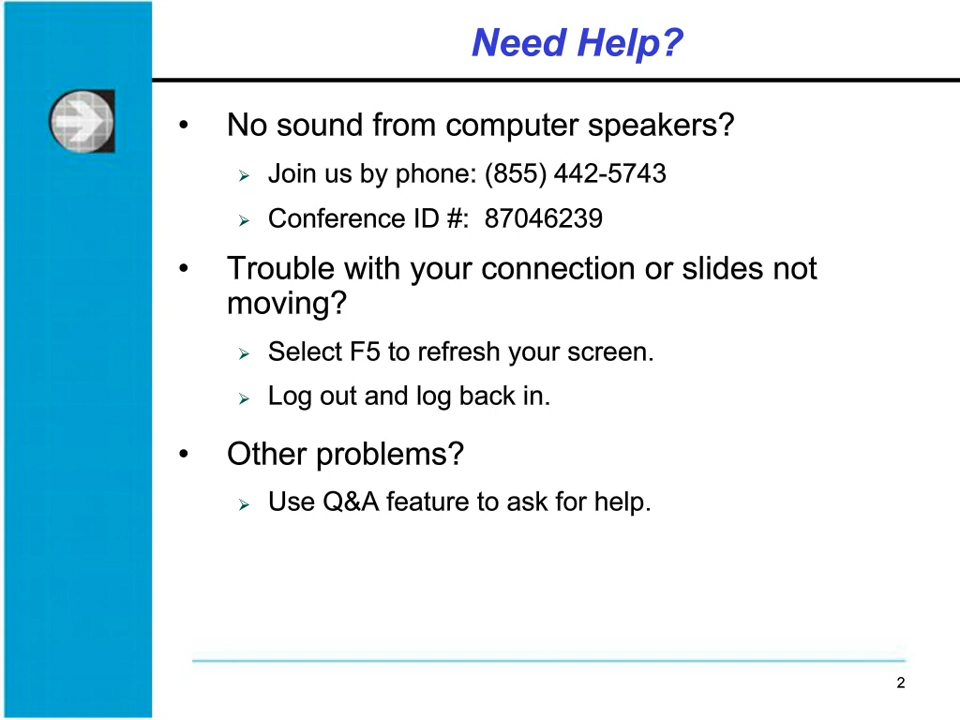 Need Help?
• No sound from computer speakers?
➢ Join us by phone: (855) 442-5743
➢ Conference ID #:  87046239
• Trouble with your connection or slides not
moving?
➢ Select F5 to refresh your screen.
➢ Log out and log back in.
• Other problems?
➢ Use Q&A feature to ask for help.
2